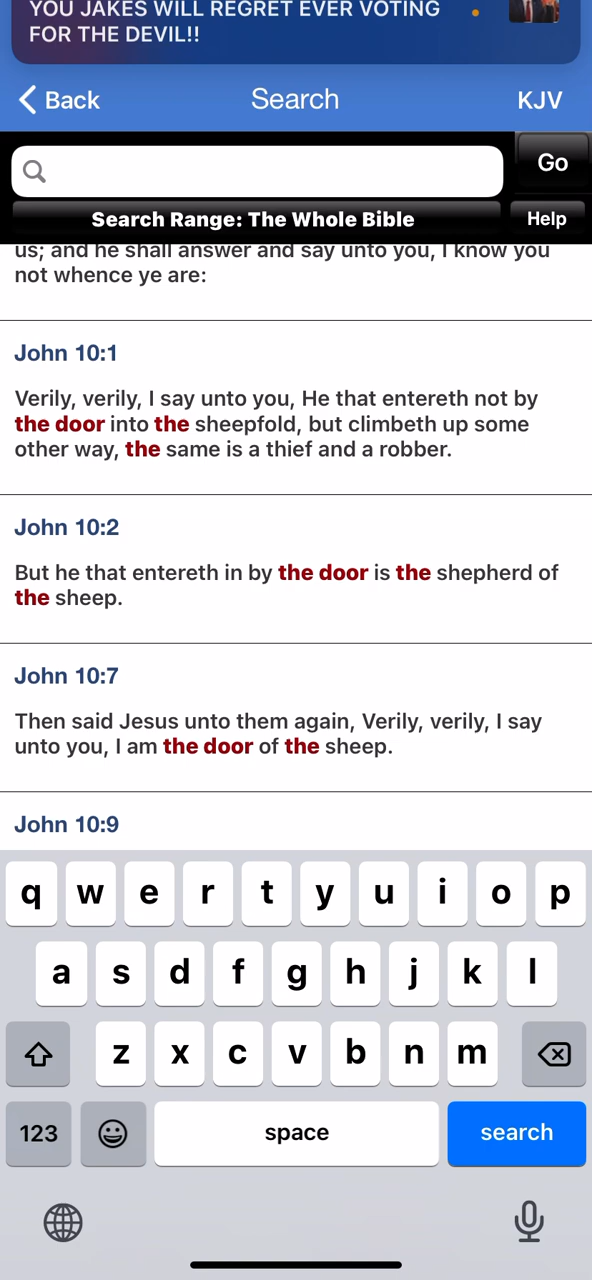 YOU JAKES WILL REGRET EVER VOTING
FOR THE DEVIL!!
Back
Search
KJV
Go
Search Range: The Whole Bible
Help
us; and he shall answer and say unto you, I know you
not whence ye are:
John 10:1
Verily, verily, I say unto you, He that entereth not by
the door into the sheepfold, but climbeth up some
other way, the same is a thief and a robber.
John 10:2
But he that entereth in by the door is the shepherd of
the sheep.
John 10:7
Then said Jesus unto them again, Verily, verily, I say
unto you, I am the door of the sheep.
John 10:9
q w e r t y u i o p
a s d f g h j k l
z x c v b n m
123
space
search